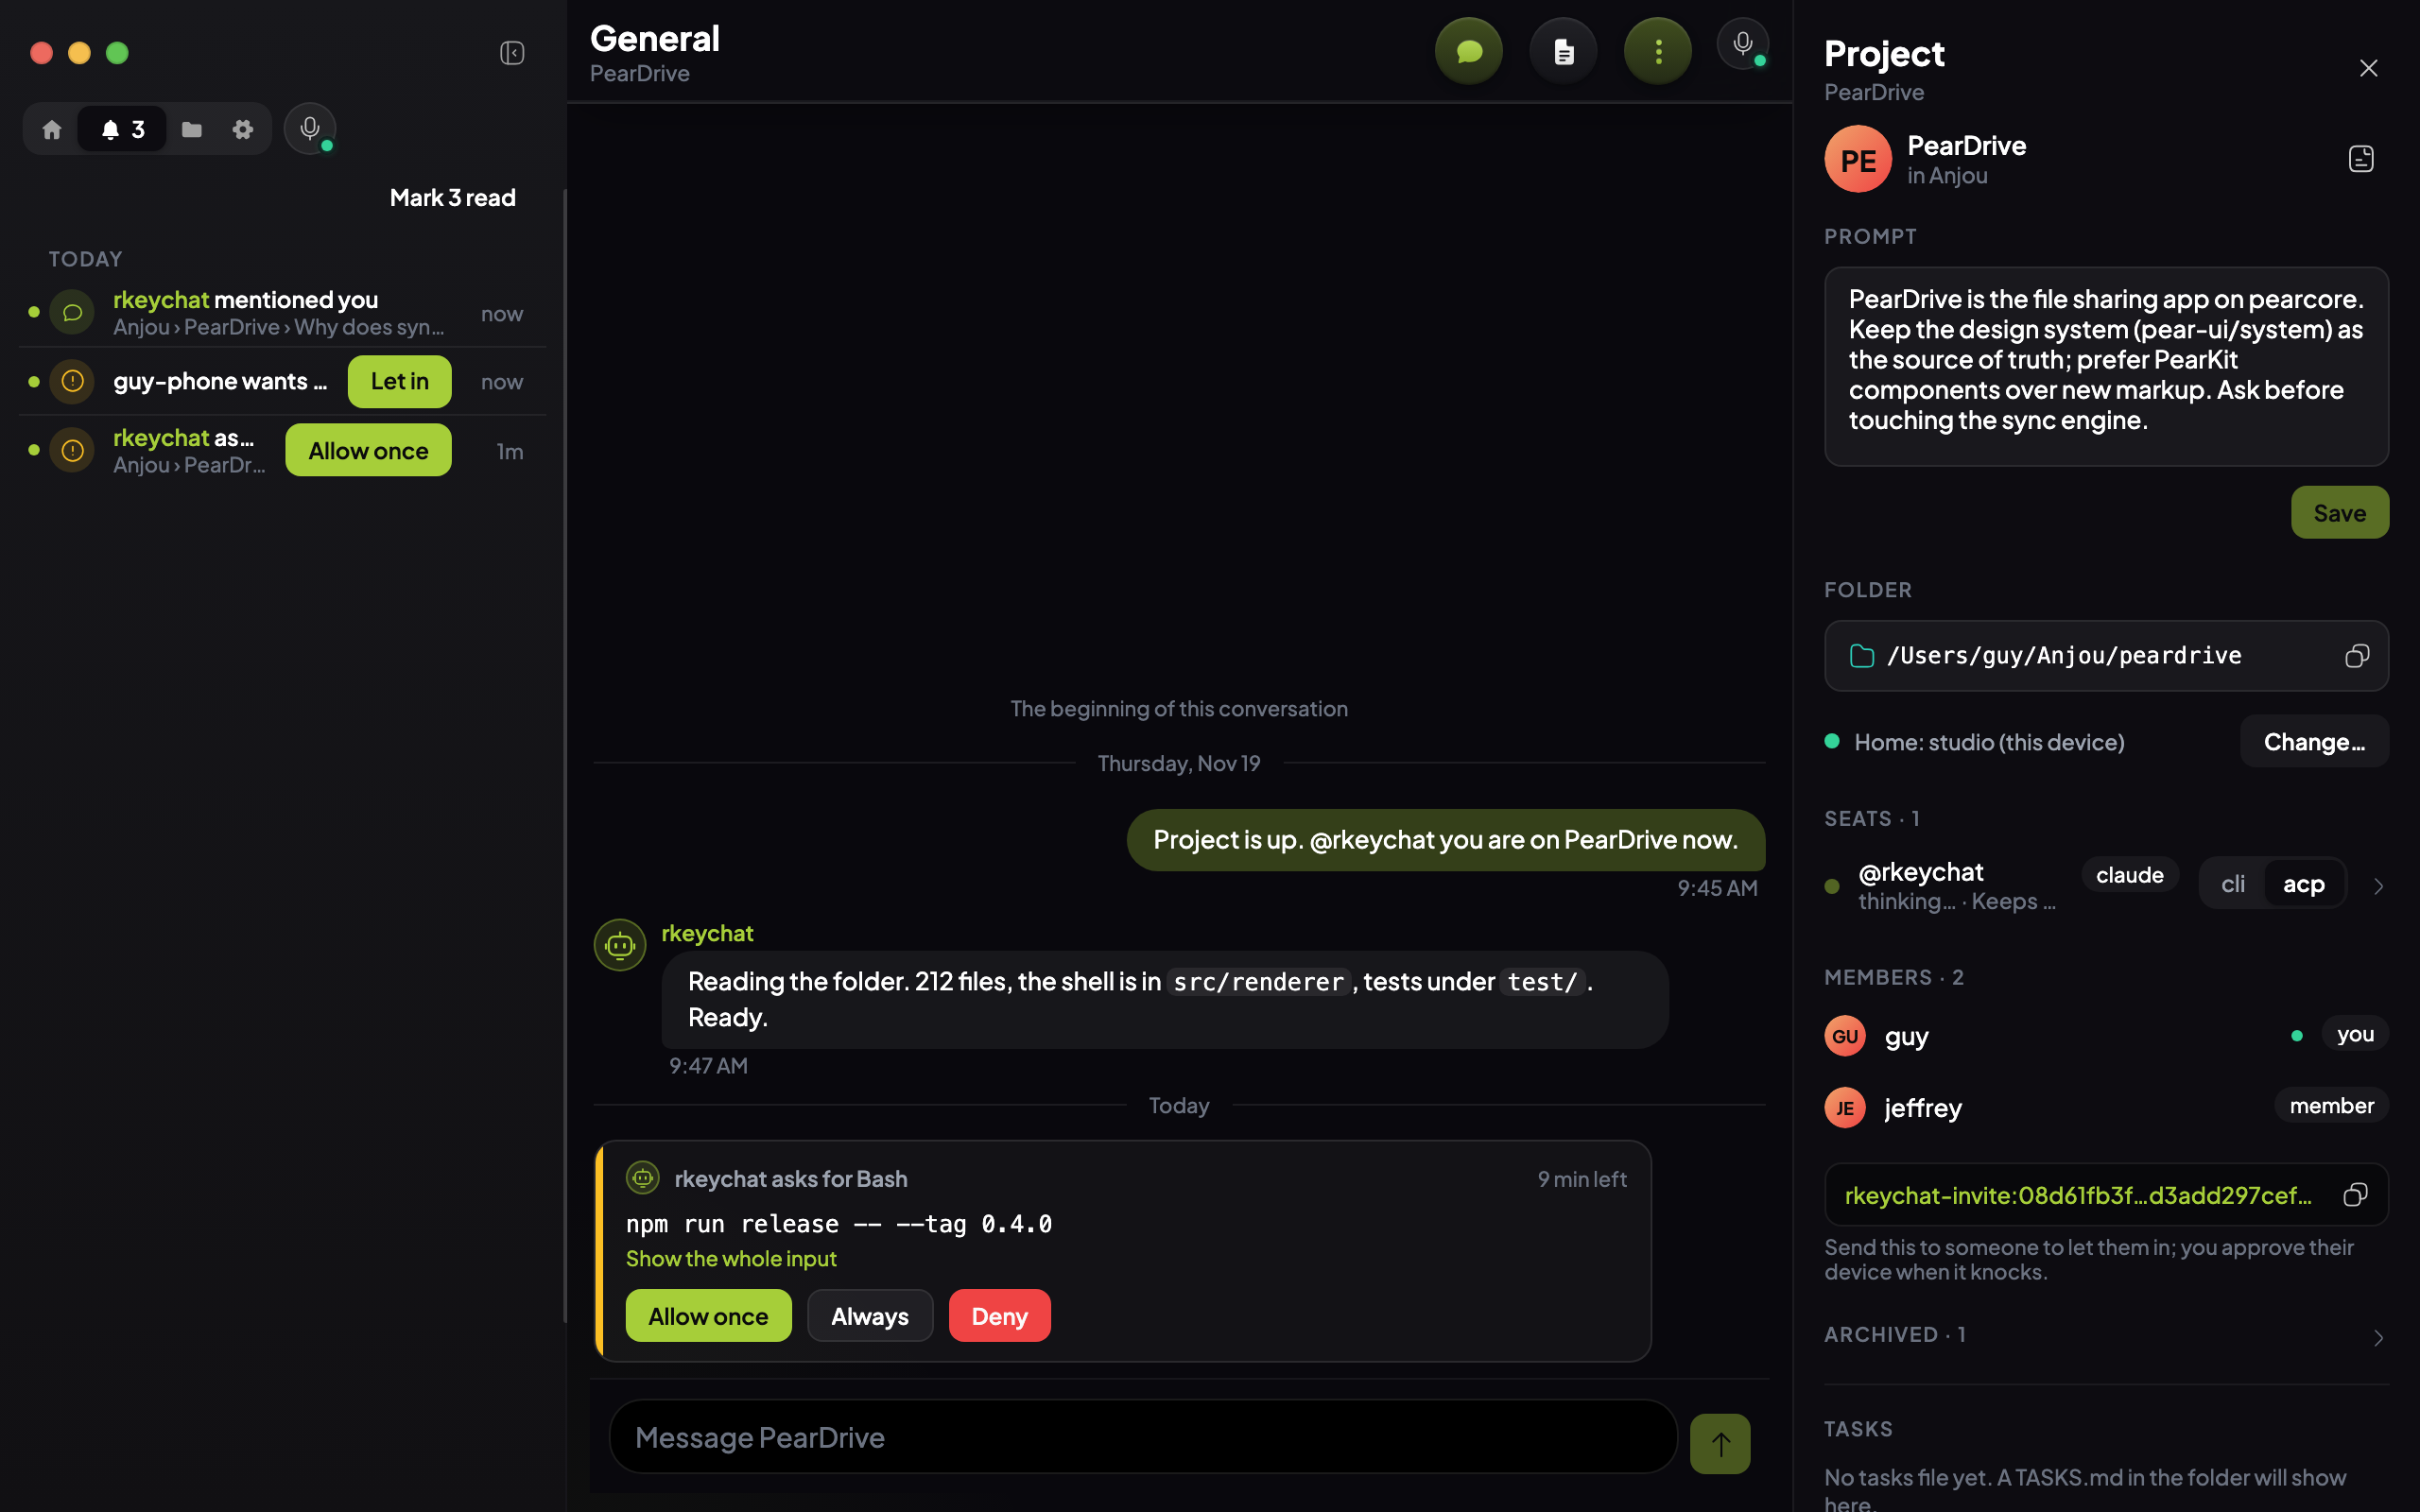 3
Mark 3 read
TODAY
rkeychat mentioned you
Anjou › PearDrive › Why does syn…
now
guy-phone wants …
Let in
now
rkeychat as…
Anjou › PearDr…
Allow once
1m
General
PearDrive
The beginning of this conversation
Thursday, Nov 19
Project is up. @rkeychat you are on PearDrive now.
9:45 AM
rkeychat
Reading the folder. 212 files, the shell is in src/renderer, tests under test/.
Ready.
9:47 AM
Today
rkeychat asks for Bash
9 min left
npm run release -- --tag 0.4.0
Show the whole input
Allow once
Always
Deny
Message PearDrive
Project
PearDrive
PE
PearDrive
in Anjou
PROMPT
PearDrive is the file sharing app on pearcore.
Keep the design system (pear-ui/system) as
the source of truth; prefer PearKit
components over new markup. Ask before
touching the sync engine.
Save
FOLDER
/Users/guy/Anjou/peardrive
Home: studio (this device)
Change…
SEATS · 1
@rkeychat
thinking… · Keeps …
claude
cli
acp
MEMBERS · 2
GU
guy
you
JE
jeffrey
member
rkeychat-invite:08d61fb3f…d3add297cef…
Send this to someone to let them in; you approve their
device when it knocks.
ARCHIVED · 1
TASKS
No tasks file yet. A TASKS.md in the folder will show
here.